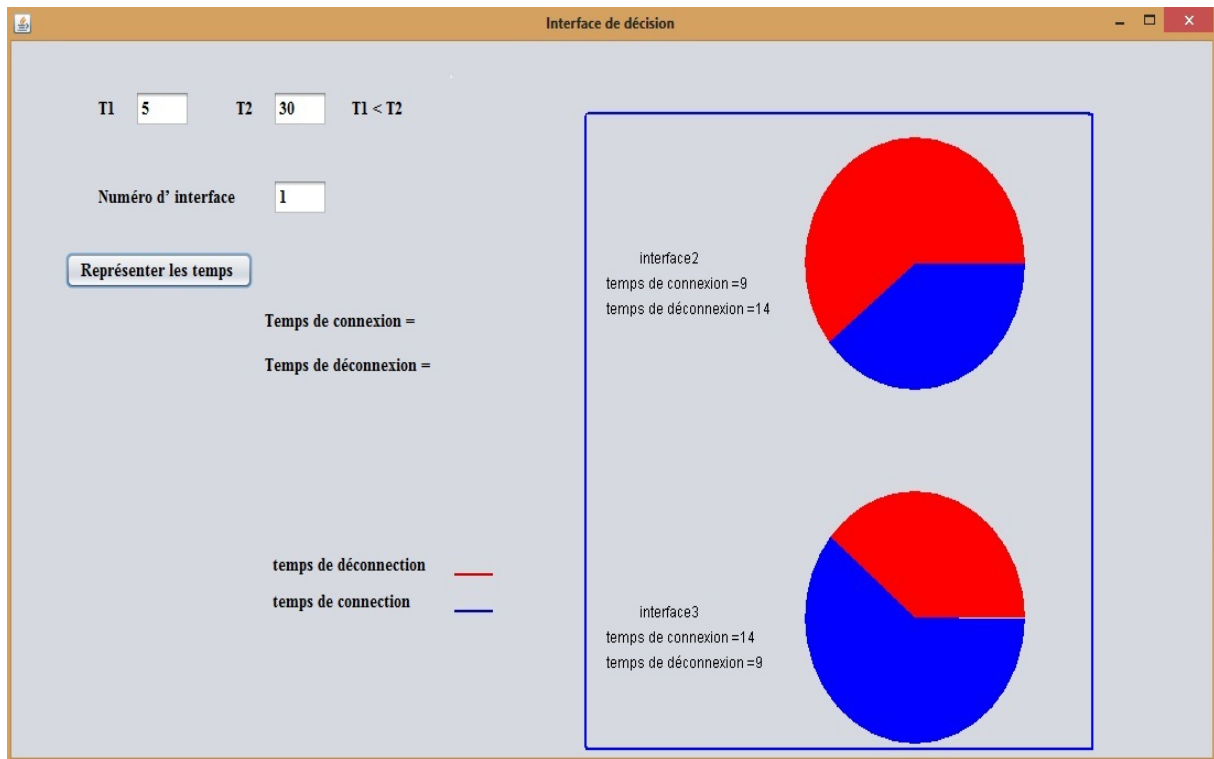 Interface de décision
T1 5 T2 30 T1 < T2
Numéro d' interface 1
Représenter les temps
Temps de connexion =
Temps de déconnexion =
temps de déconnection
temps de connection
interface2
temps de connexion =9
temps de déconnexion =14
interface3
temps de connexion =14
temps de déconnexion =9